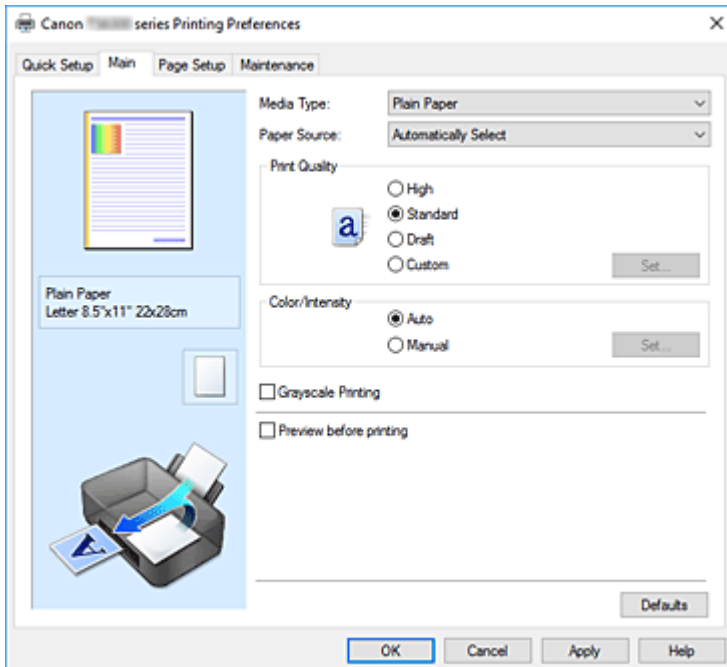 Canon series Printing Preferences
Quick Setup Main Page Setup Maintenance
Media Type: Plain Paper
Paper Source: Automatically Select
Print Quality
High
a Standard
Draft
Custom Set...
Plain Paper
Letter 8.5"x11" 22x28cm
Color/Intensity
Auto
Manual Set...
Grayscale Printing
Preview before printing
A
Defaults
OK Cancel Apply Help